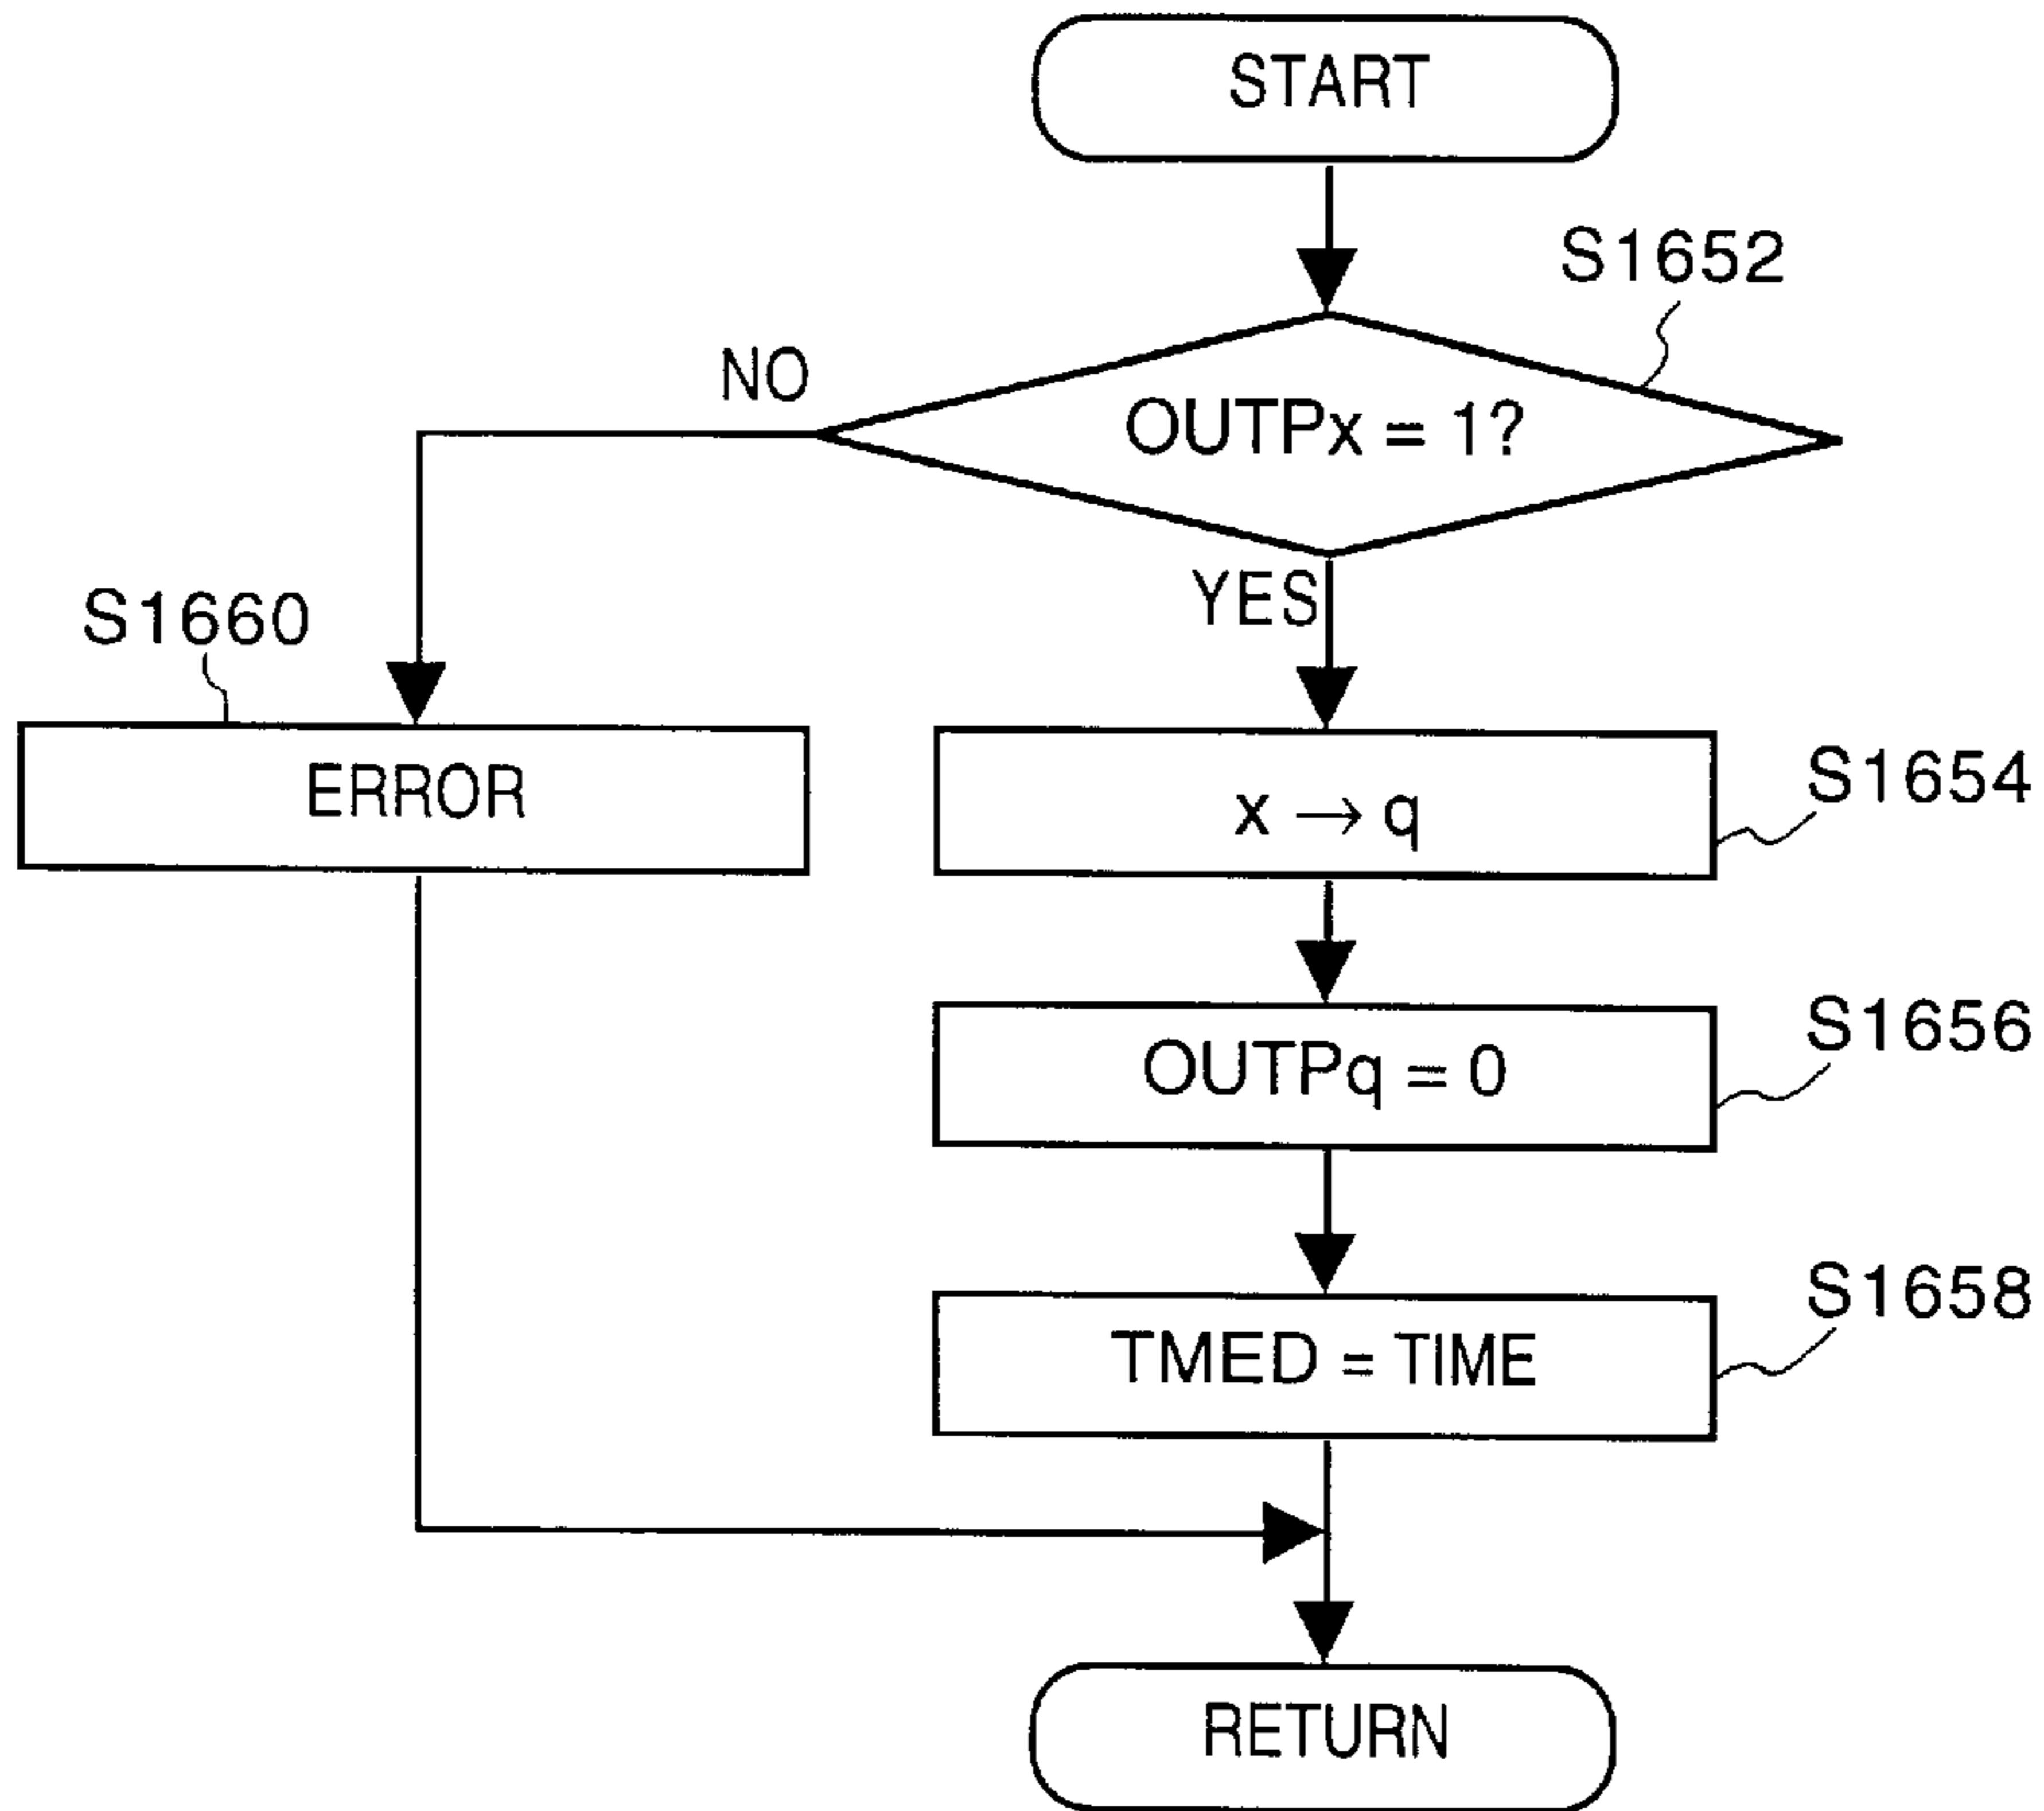 START
S1652
NO
OUTPx = 1?
YES
S1660
ERROR
x → q
S1654
OUTPq = 0
S1656
TMED = TIME
S1658
RETURN